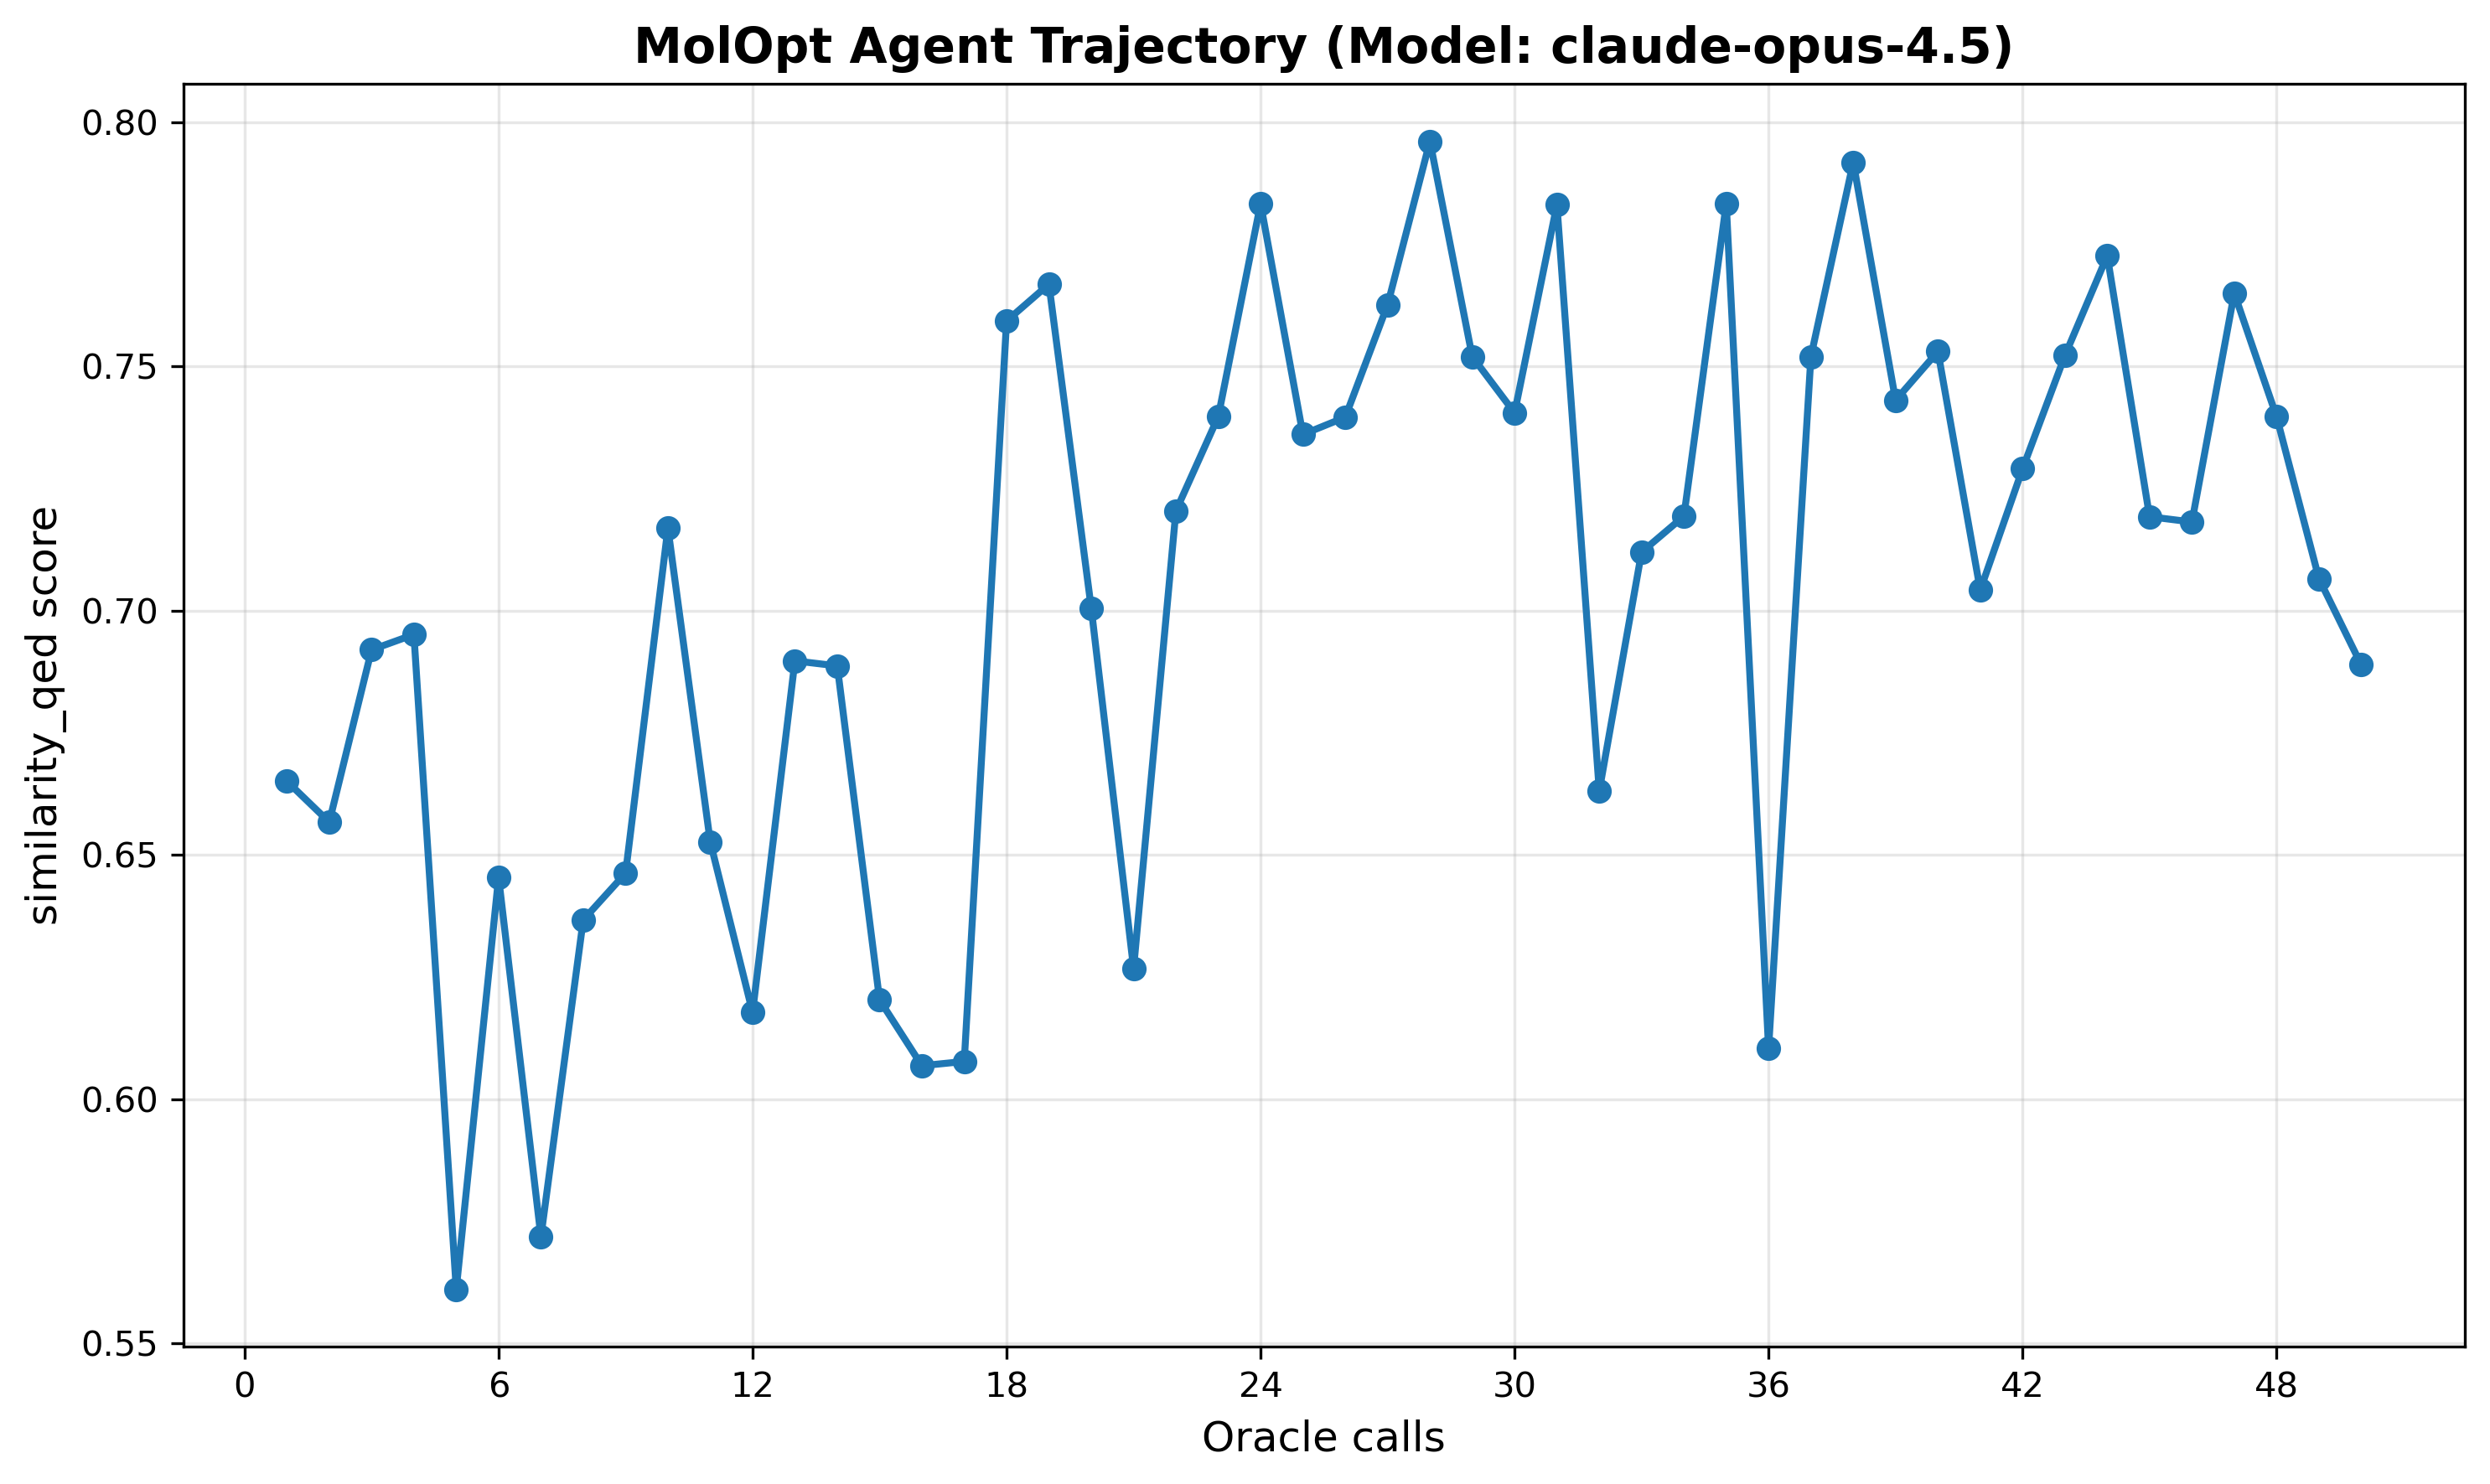 MolOpt Agent Trajectory (Model: claude-opus-4.5)
similarity_qed score
0.80
0.75
0.70
0.65
0.60
0.55
0 6 12 18 24 30 36 42 48
Oracle calls